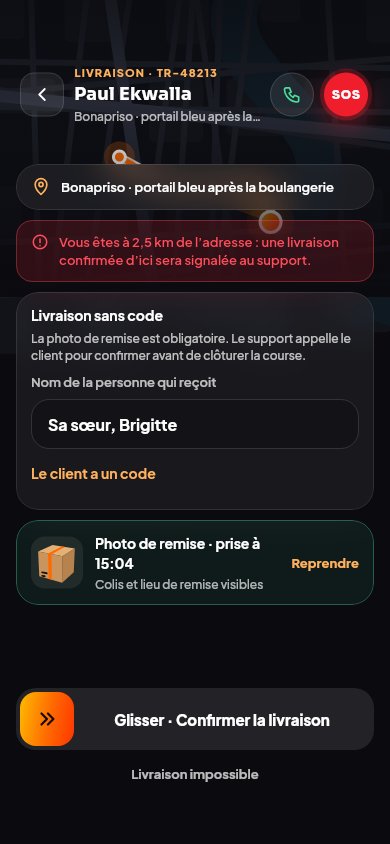 LIVRAISON · TR-48213
Paul Ekwalla
Bonapriso · portail bleu après la...
SOS
Bonapriso · portail bleu après la boulangerie
Vous êtes à 2,5 km de l'adresse : une livraison
confirmée d'ici sera signalée au support.
Livraison sans code
La photo de remise est obligatoire. Le support appelle le
client pour confirmer avant de clôturer la course.
Nom de la personne qui reçoit
Sa sœur, Brigitte
Le client a un code
Photo de remise · prise à
15:04
Colis et lieu de remise visibles
Reprendre
Glisser · Confirmer la livraison
Livraison impossible